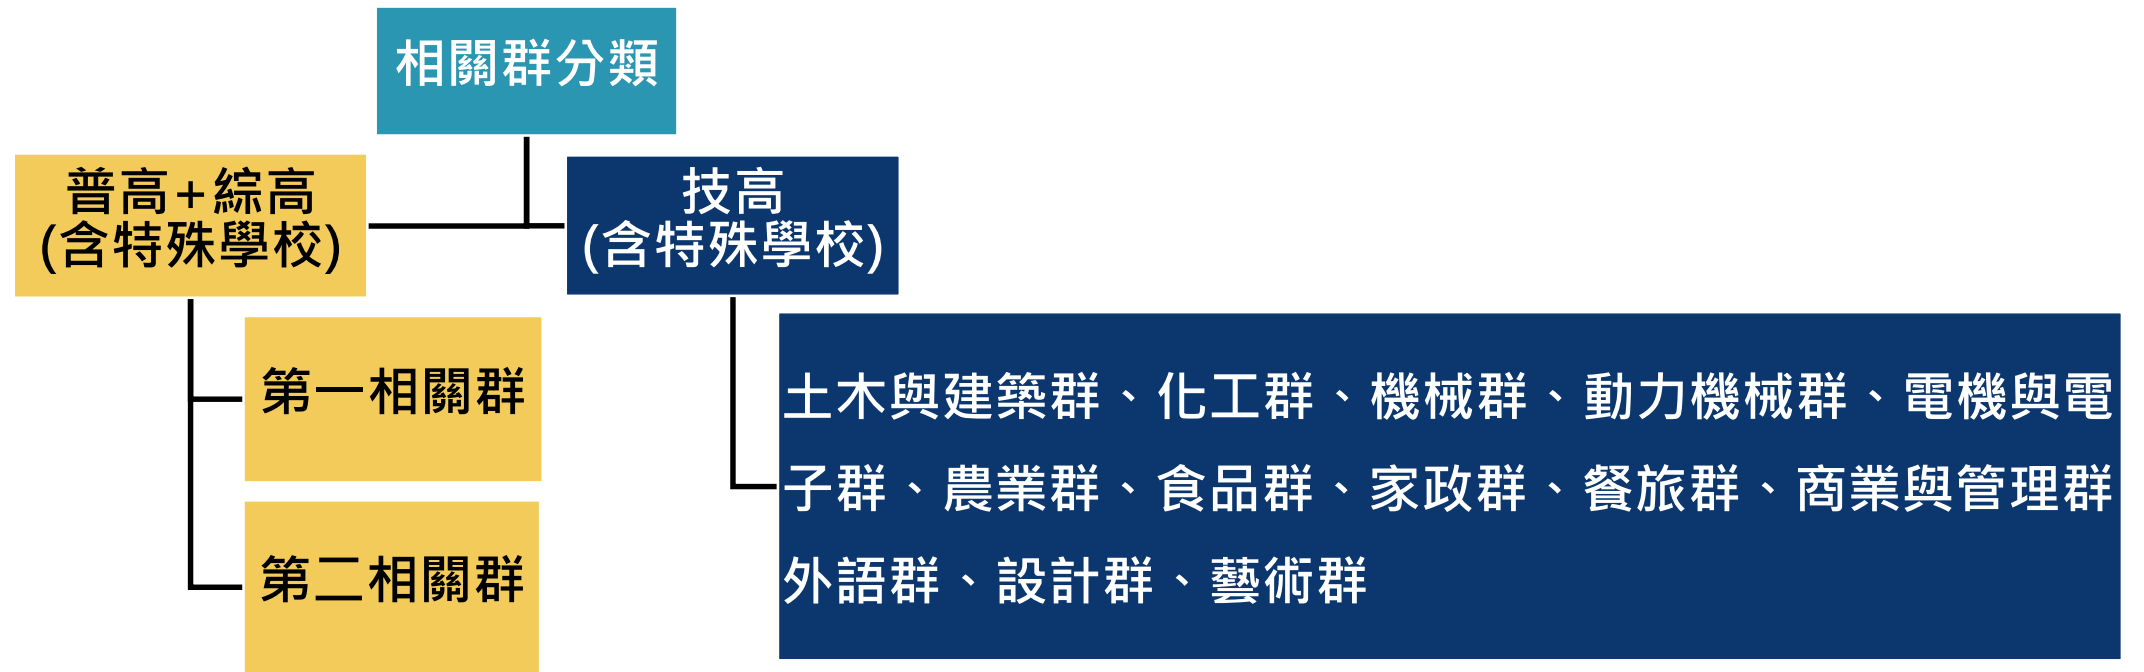 相關群分類
普高+綜高
(含特殊學校)
技高
(含特殊學校)
第一相關群
第二相關群
土木與建築群、化工群、機械群、動力機械群、電機與電
子群、農業群、食品群、家政群、餐旅群、商業與管理群
外語群、設計群、藝術群